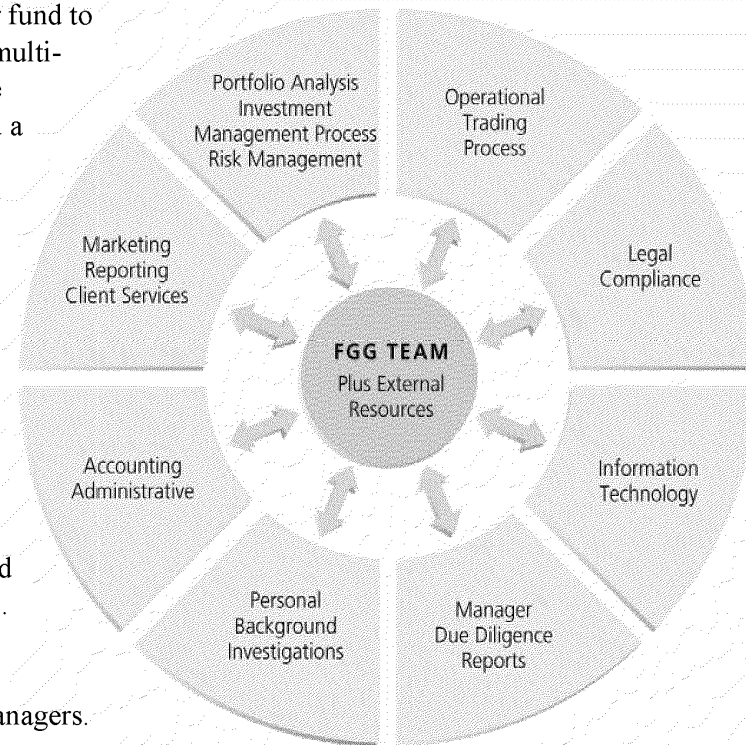 fund to
multi-
a
d
.
anagers.
Portfolio Analysis
Investment
Management Process
Risk Management
Operational
Trading
Process
Legal
Compliance
Information
Technology
Manager
Due Diligence
Reports
Personal
Background
Investigations
Accounting
Administrative
Marketing
Reporting
Client Services
FGG TEAM
Plus External
Resources